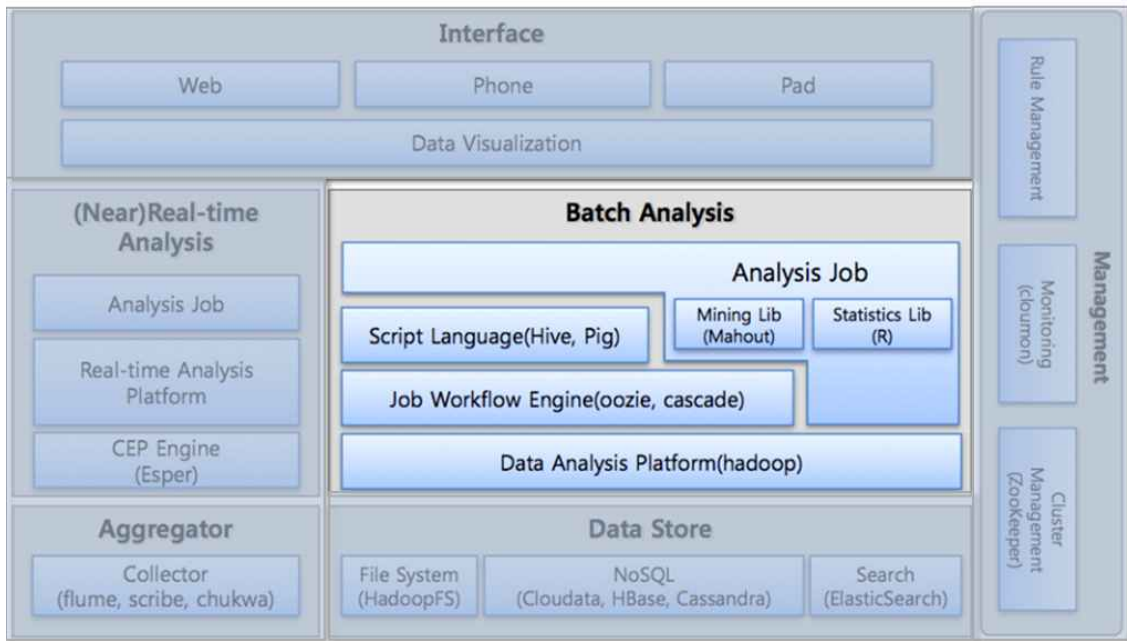 Interface
Web
Phone
Pad
Data Visualization
(Near)Real-time
Analysis
Analysis Job
Real-time Analysis
Platform
CEP Engine
(Esper)
Batch Analysis
Analysis Job
Mining Lib
(Mahout)
Statistics Lib
(R)
Script Language(Hive, Pig)
Job Workflow Engine(oozie, cascade)
Data Analysis Platform(hadoop)
Aggregator
Collector
(flume, scribe, chukwa)
Data Store
File System
(HadoopFS)
NoSQL
(Cloudata, HBase, Cassandra)
Search
(ElasticSearch)
Management
Rule Management
Monitoring
(cloumon)
Cluster
Management
(ZooKeeper)